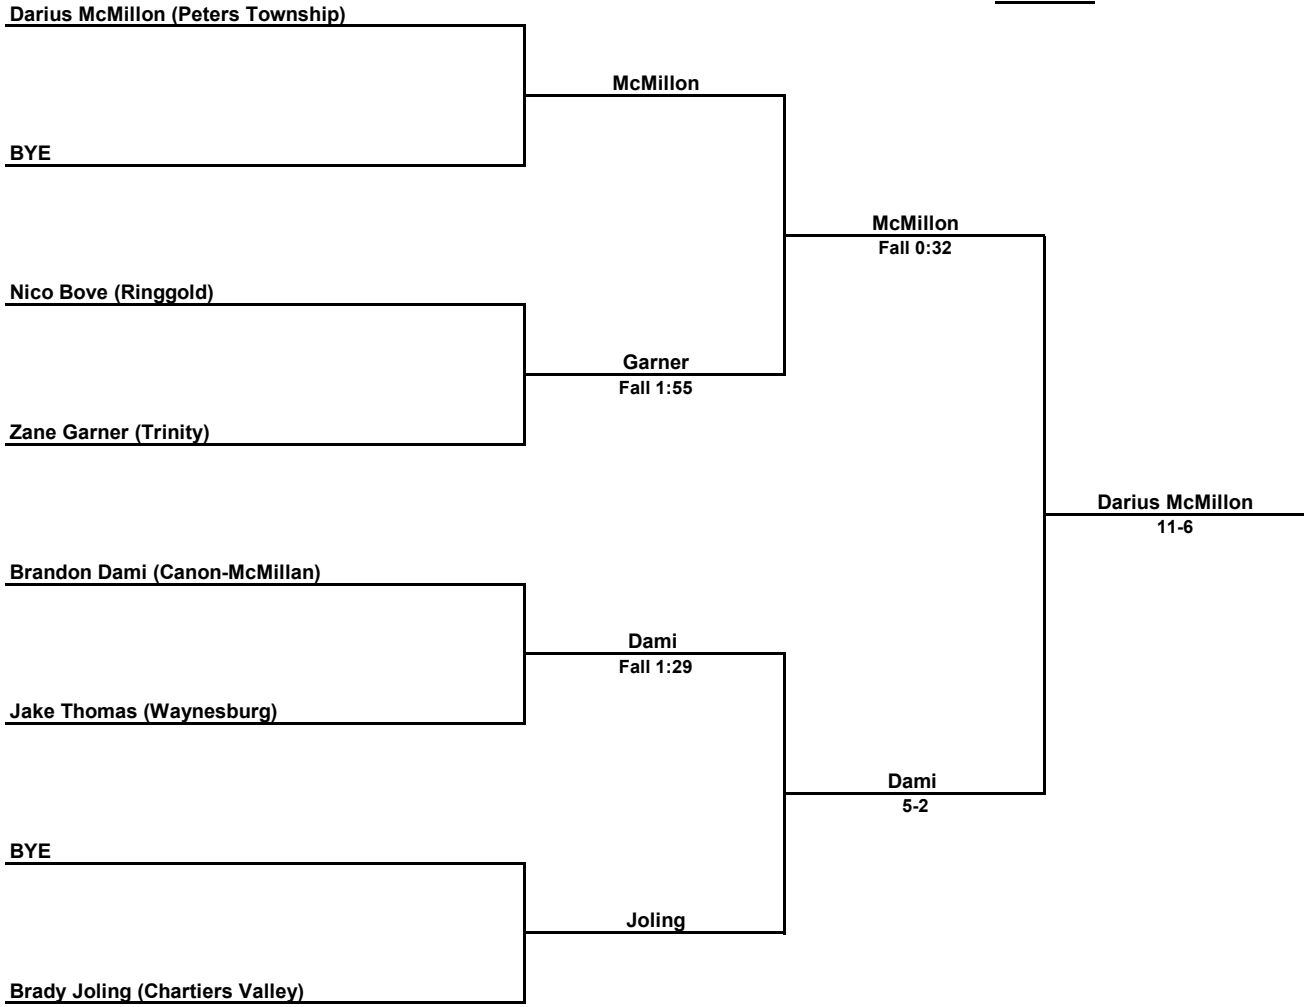 Darius McMillon (Peters Township)
McMillon
BYE
McMillon
Fall 0:32
Nico Bove (Ringgold)
Garner
Fall 1:55
Zane Garner (Trinity)
Darius McMillon
11-6
Brandon Dami (Canon-McMillan)
Dami
Fall 1:29
Jake Thomas (Waynesburg)
Dami
5-2
BYE
Joling
Brady Joling (Chartiers Valley)